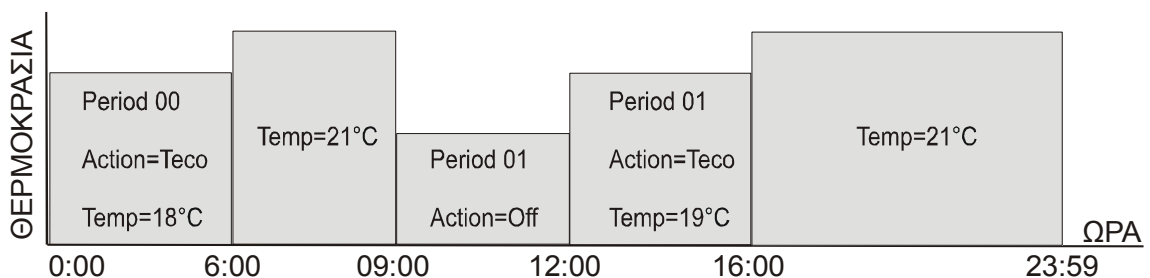 ΘΕΡΜΟΚΡΑΣΙΑ
Period 00
Action=Teco
Temp=18°C
Temp=21°C
Period 01
Action=Off
Period 01
Action=Teco
Temp=19°C
Temp=21°C
ΩΡΑ
0:00 6:00 09:00 12:00 16:00 23:59